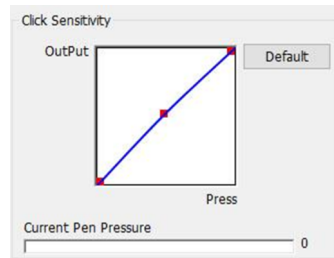 Click Sensitivity
OutPut
Default
Press
Current Pen Pressure
0